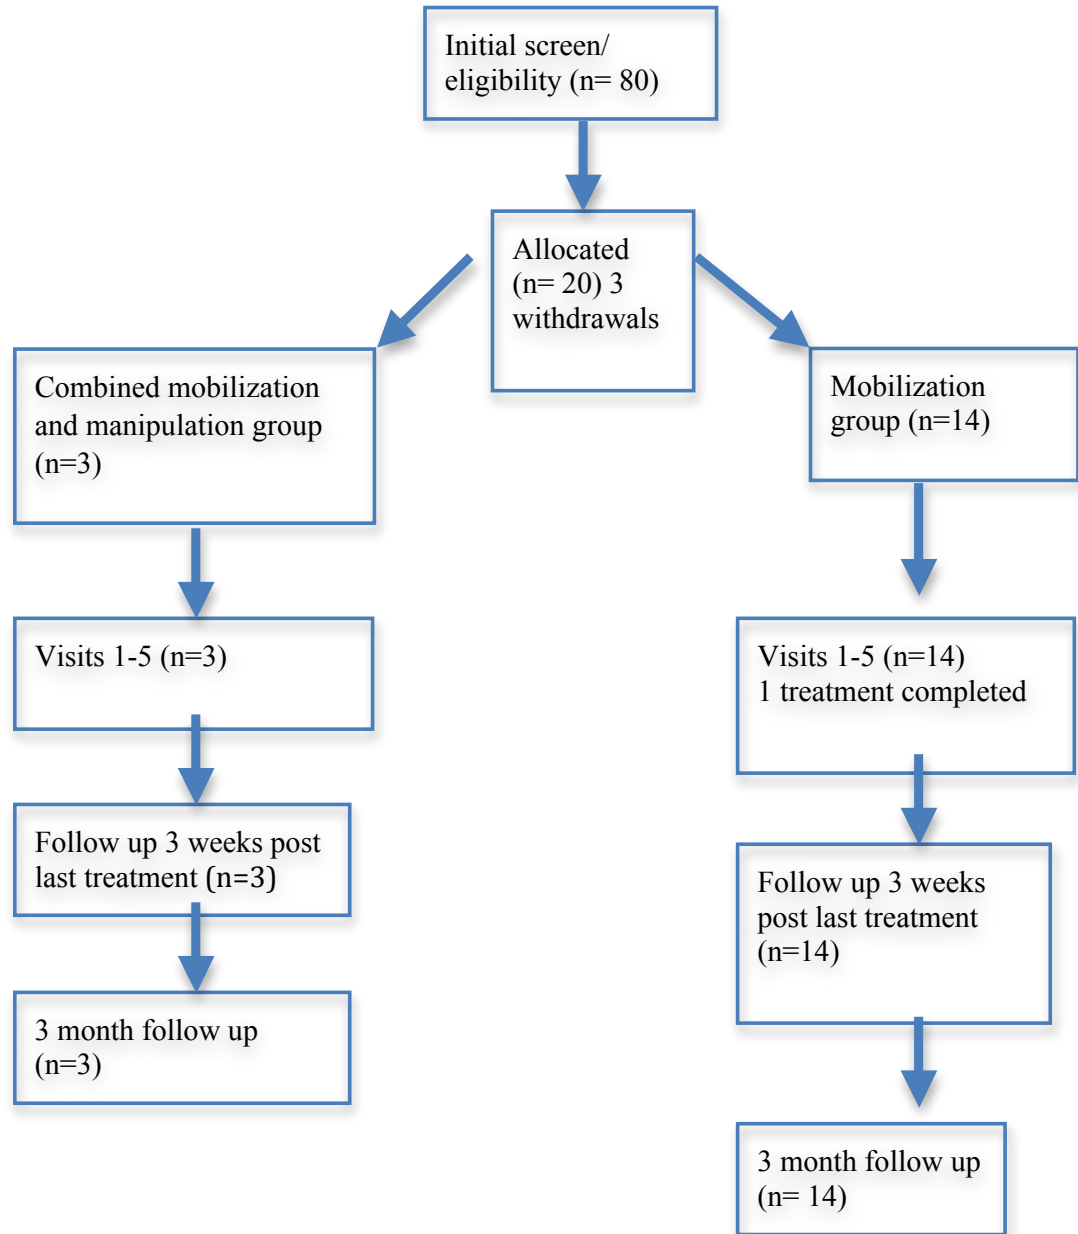 Initial screen/
eligibility (n= 80)
Allocated
(n= 20) 3
withdrawals
Combined mobilization
and manipulation group
(n=3)
Mobilization
group (n=14)
Visits 1-5 (n=3)
Visits 1-5 (n=14)
1 treatment completed
Follow up 3 weeks post
last treatment (n=3)
Follow up 3 weeks
post last treatment
(n=14)
3 month follow up
(n=3)
3 month follow up
(n= 14)